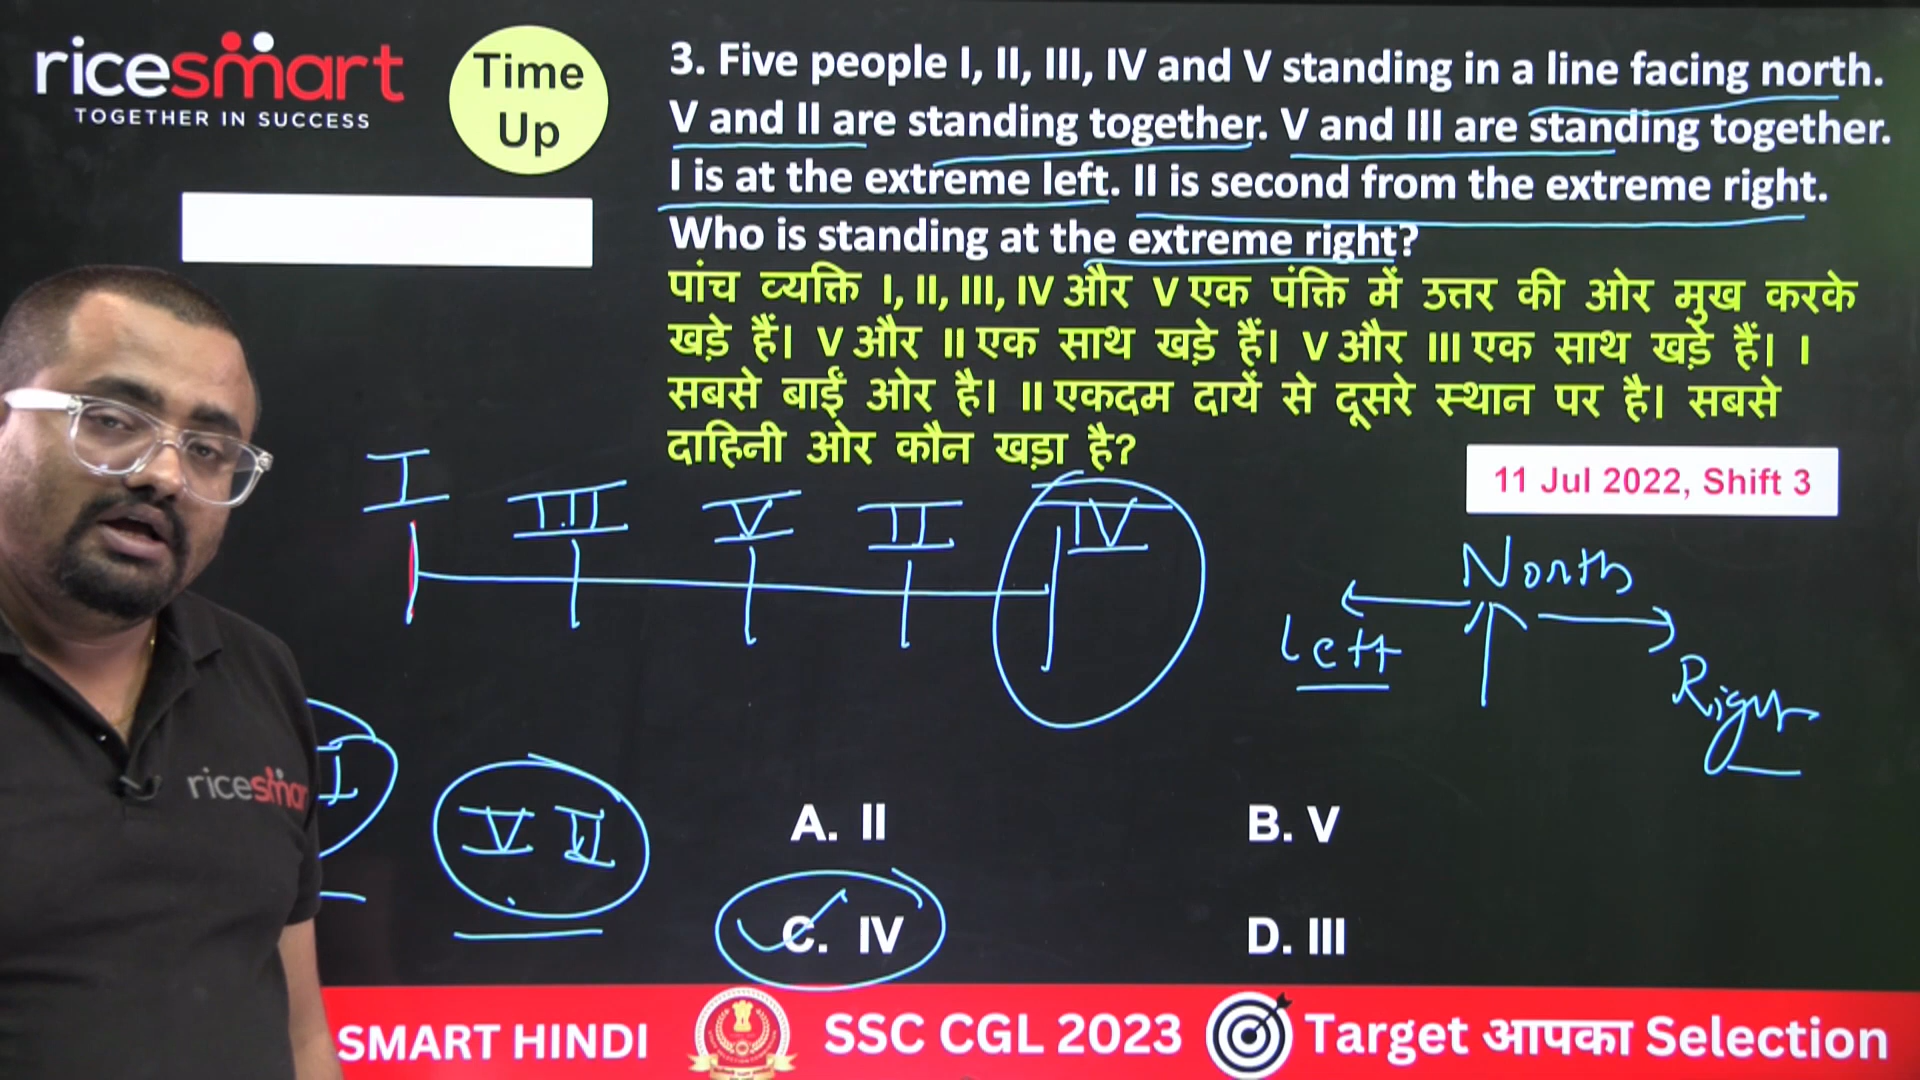 ricesmart
TOGETHER IN SUCCESS
Time
Up
3. Five people I, II, III, IV and V standing in a line facing north.
V and II are standing together. V and III are standing together.
I is at the extreme left. II is second from the extreme right.
Who is standing at the extreme right?
पांच व्यक्ति I, II, III, IV और V एक पंक्ति में उत्तर की ओर मुख करके
खड़े हैं। V और II एक साथ खड़े हैं। V और III एक साथ खड़े हैं। I
सबसे बाईं ओर है। II एकदम दायें से दूसरे स्थान पर है। सबसे
दाहिनी ओर कौन खड़ा है?
11 Jul 2022, Shift 3
I III V II IV
North
Left
Right
ricesmar
V II
A. II
B. V
C. IV
D. III
SMART HINDI
SSC CGL 2023
Target आपका Selection